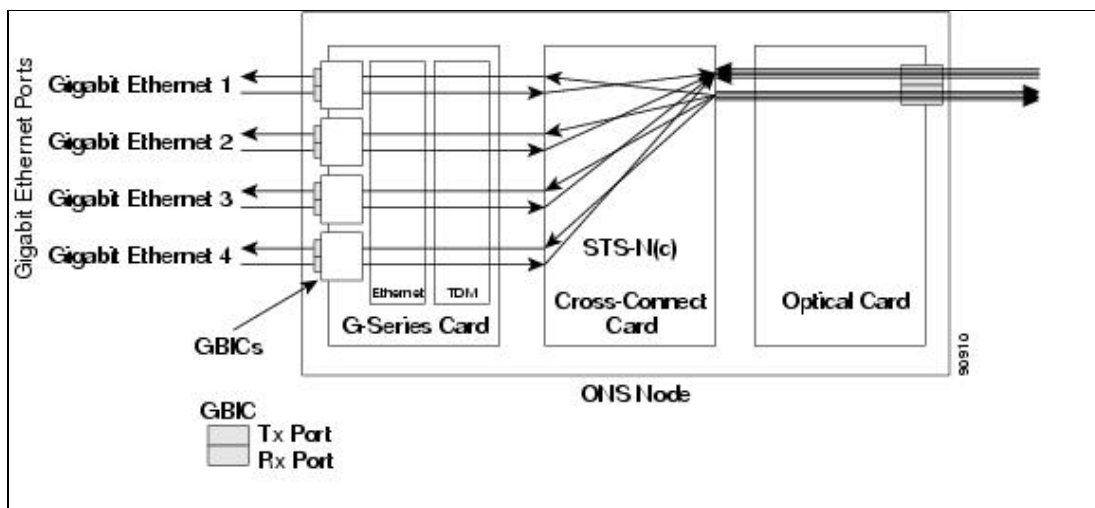 Gigabit Ethernet Ports
Gigabit Ethernet 1
Gigabit Ethernet 2
Gigabit Ethernet 3
Gigabit Ethernet 4
GBICs
Ethernet
TDM
G-Series Card
STS-N(c)
Cross-Connect
Card
Optical Card
ONS Node
90910
GBIC
Tx Port
Rx Port